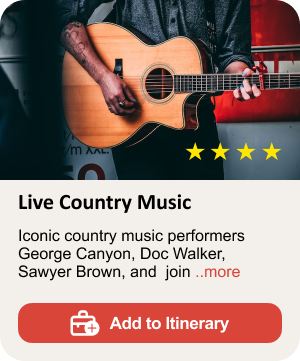 m/m XXL.
Live Country Music
Iconic country music performers
George Canyon, Doc Walker,
Sawyer Brown, and  join ..more
Add to Itinerary